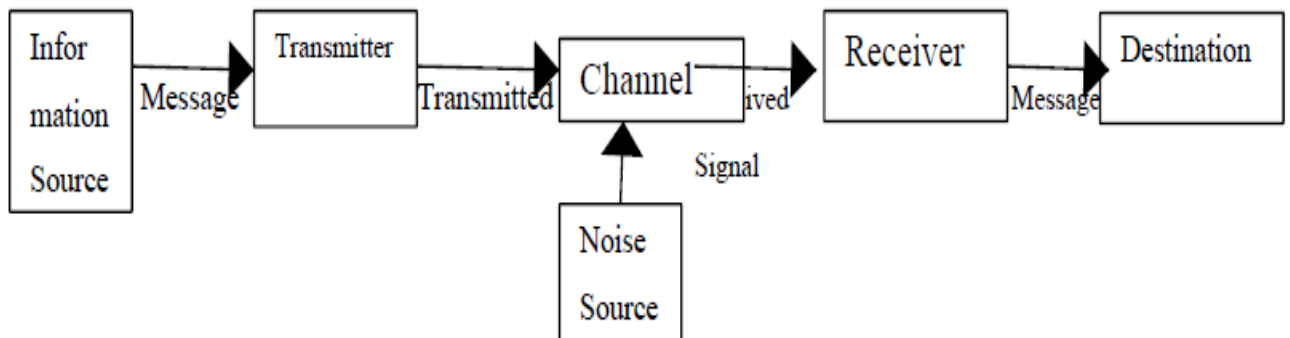 Infor
mation
Source
Message
Transmitter
Transmitted
Channel
ived
Signal
Receiver
Message
Destination
Noise
Source